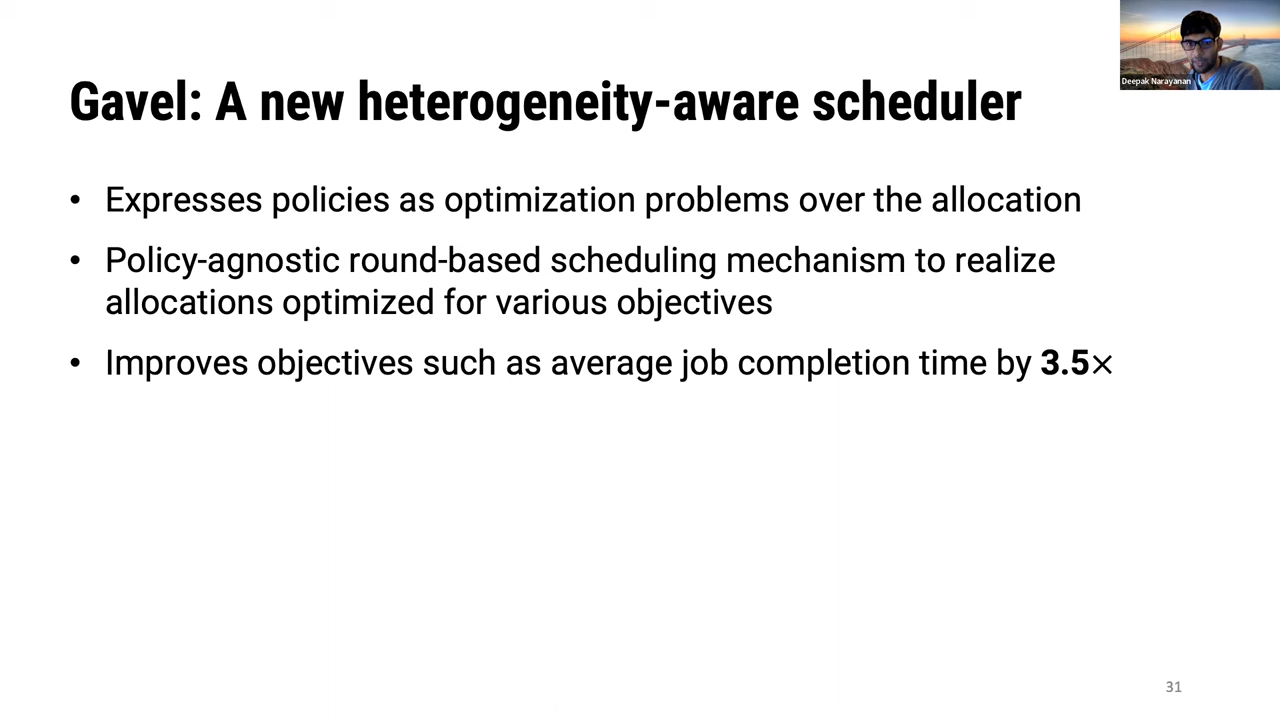 Deepak Narayanan
Gavel: A new heterogeneity-aware scheduler
• Expresses policies as optimization problems over the allocation
• Policy-agnostic round-based scheduling mechanism to realize
allocations optimized for various objectives
• Improves objectives such as average job completion time by 3.5×
31